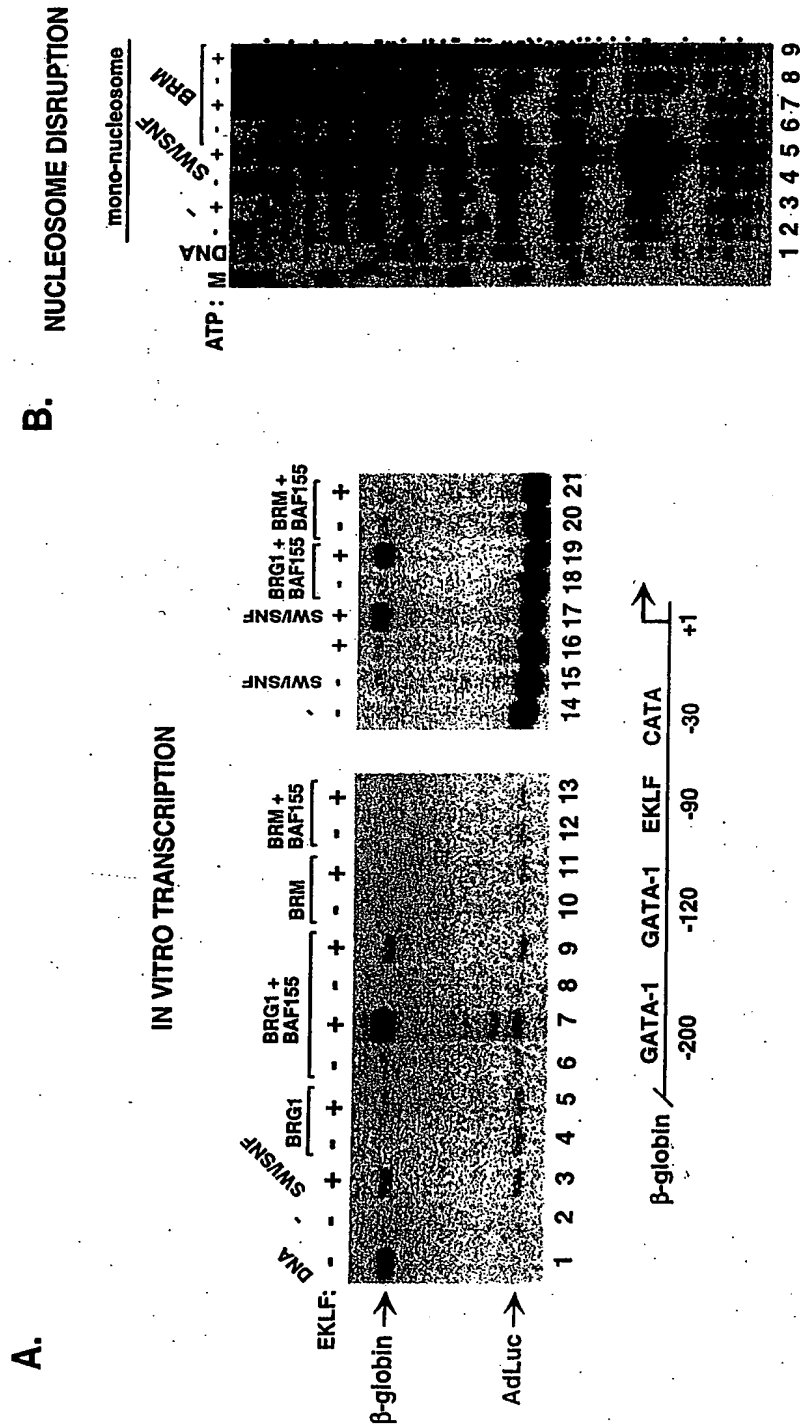 A.
IN VITRO TRANSCRIPTION
EKLF:
DNA
-
SWI/SNF
BRG1
BRG1 +
BAF155
BRM
BRM +
BAF155
- - + - + - + - + - + - +
SWI/SNF
SWI/SNF
BRG1 +
BAF155
BRM +
BAF155
- - + + - + - +
β-globin
AdLuc
1 2 3 4 5 6 7 8 9 10 11 12 13
14 15 16 17 18 19 20 21
β-globin
GATA-1 GATA-1 EKLF CATA
-200 -120 -90 -30 +1
B.
NUCLEOSOME DISRUPTION
mono-nucleosome
DNA
-
SWI/SNF
BRM
ATP: M - + - + - + - +
1 2 3 4 5 6 7 8 9